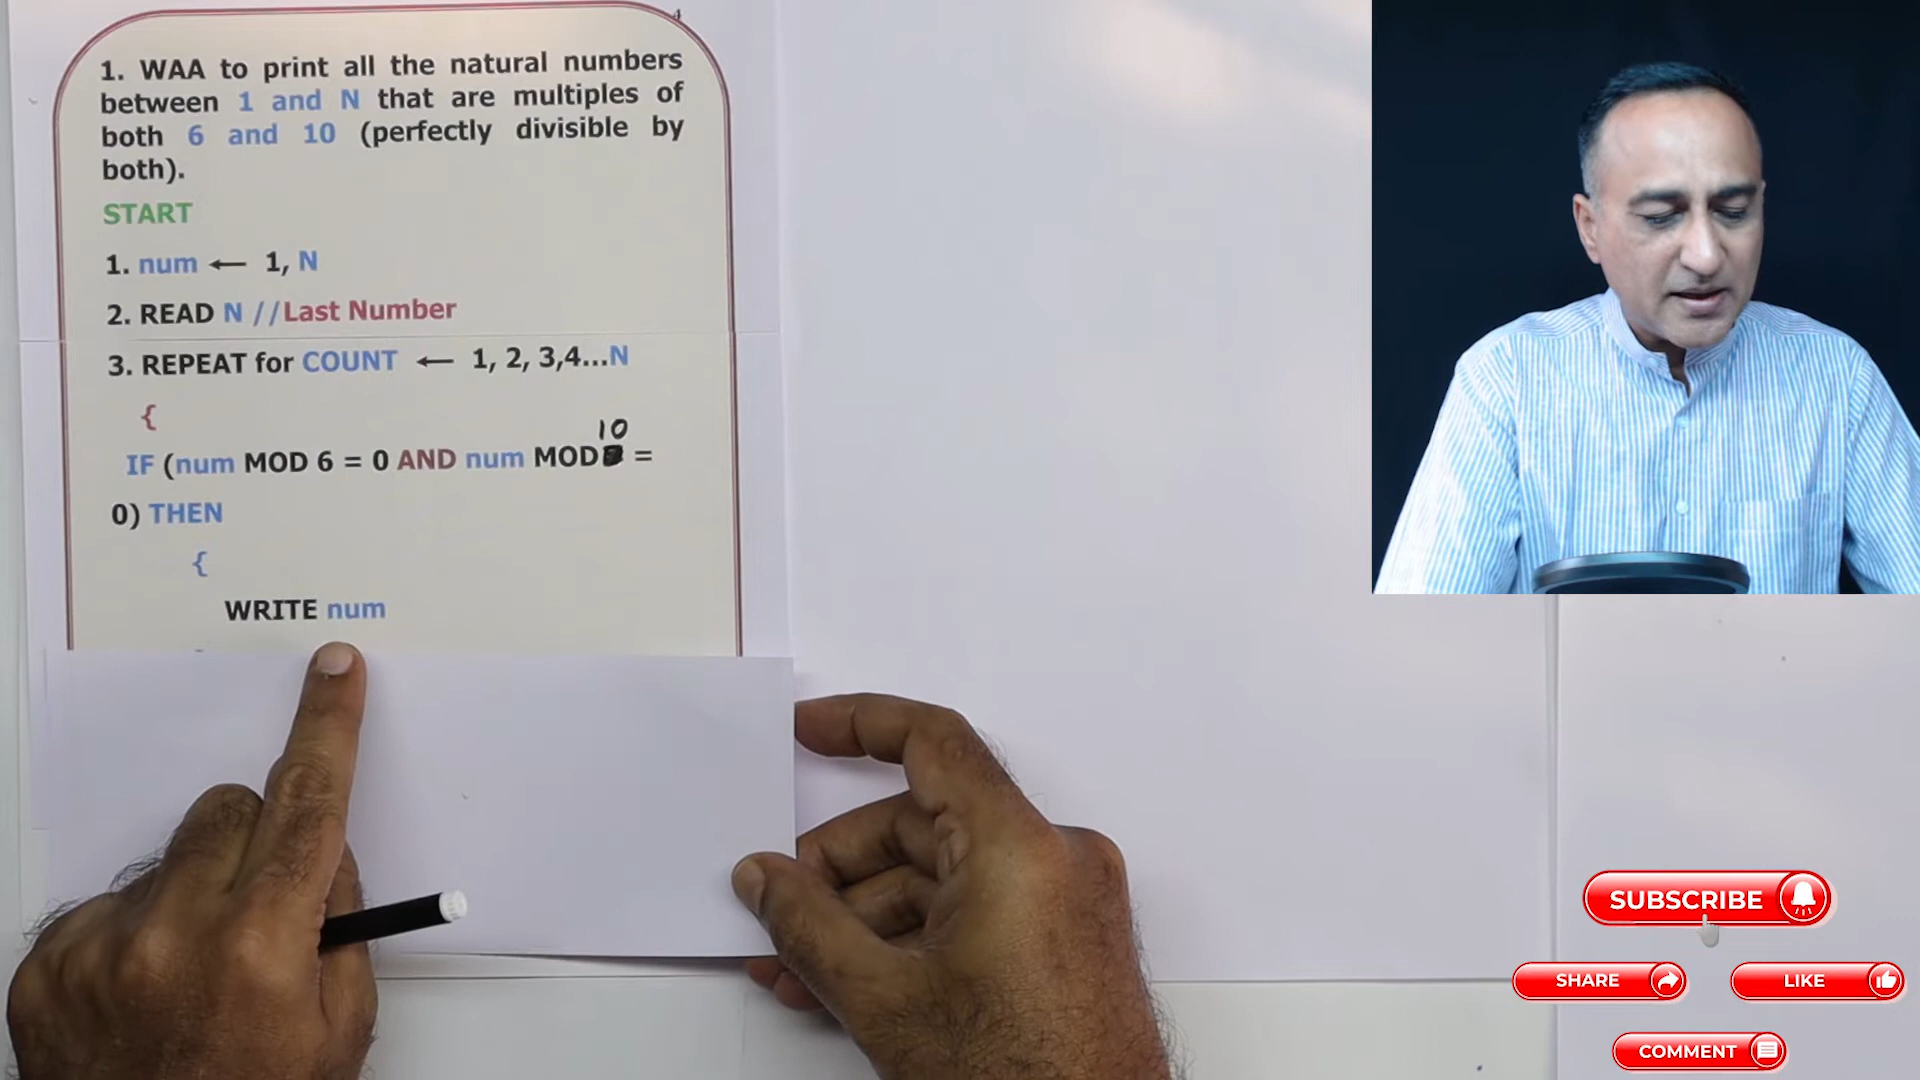 4
1. WAA to print all the natural numbers
between 1 and N that are multiples of
both 6 and 10 (perfectly divisible by
both).
START
1. num ← 1, N
2. READ N //Last Number
3. REPEAT for COUNT ← 1, 2, 3,4...N
{
10
IF (num MOD 6 = 0 AND num MOD =
0) THEN
{
WRITE num
SUBSCRIBE
SHARE
LIKE
COMMENT